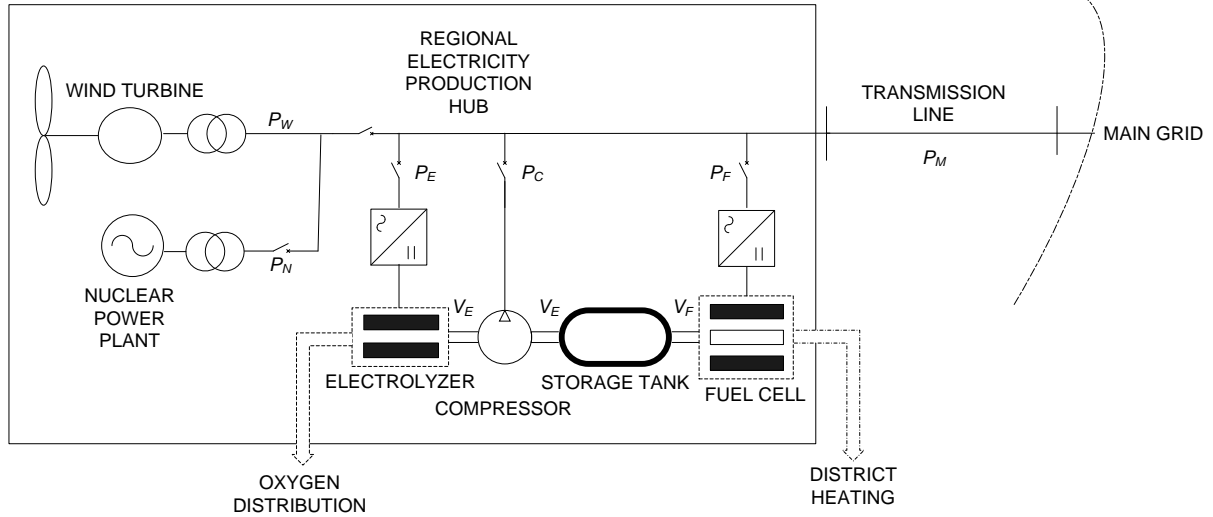 REGIONAL
ELECTRICITY
PRODUCTION
HUB
WIND TURBINE
TRANSMISSION
LINE
P_W
MAIN GRID
P_E
P_C
P_F
P_M
P_N
NUCLEAR
POWER
PLANT
V_E
V_E
V_F
ELECTROLYZER
STORAGE TANK
FUEL CELL
COMPRESSOR
OXYGEN
DISTRIBUTION
DISTRICT
HEATING